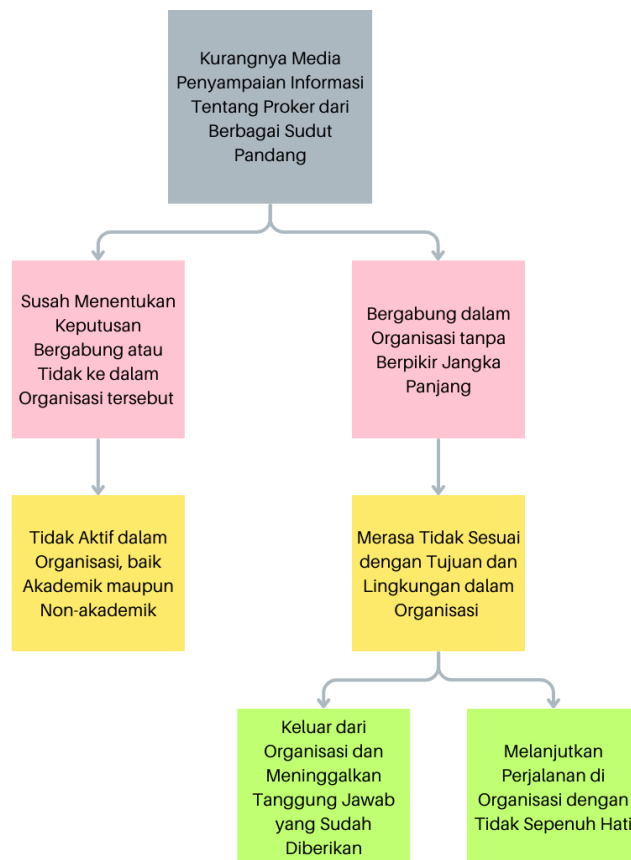 Kurangnya Media
Penyampaian Informasi
Tentang Proker dari
Berbagai Sudut
Pandang
Susah Menentukan
Keputusan
Bergabung atau
Tidak ke dalam
Organisasi tersebut
Bergabung dalam
Organisasi tanpa
Berpikir Jangka
Panjang
Tidak Aktif dalam
Organisasi, baik
Akademik maupun
Non-akademik
Merasa Tidak Sesuai
dengan Tujuan dan
Lingkungan dalam
Organisasi
Keluar dari
Organisasi dan
Meninggalkan
Tanggung Jawab
yang Sudah
Diberikan
Melanjutkan
Perjalanan di
Organisasi dengan
Tidak Sepenuh Hati